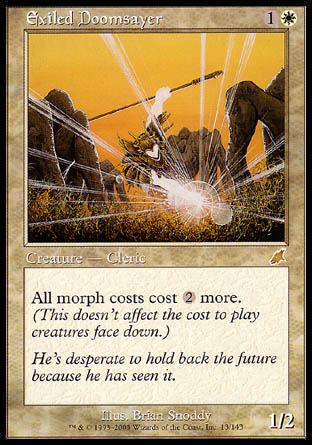 Exiled Doomsayer 1
Creature — Cleric
All morph costs cost 2 more.
(This doesn't affect the cost to play
creatures face down.)
He's desperate to hold back the future
because he has seen it.
Illus. Brian Snoddy
™ & © 1993-2003 Wizards of the Coast, Inc. 13/143
1/2